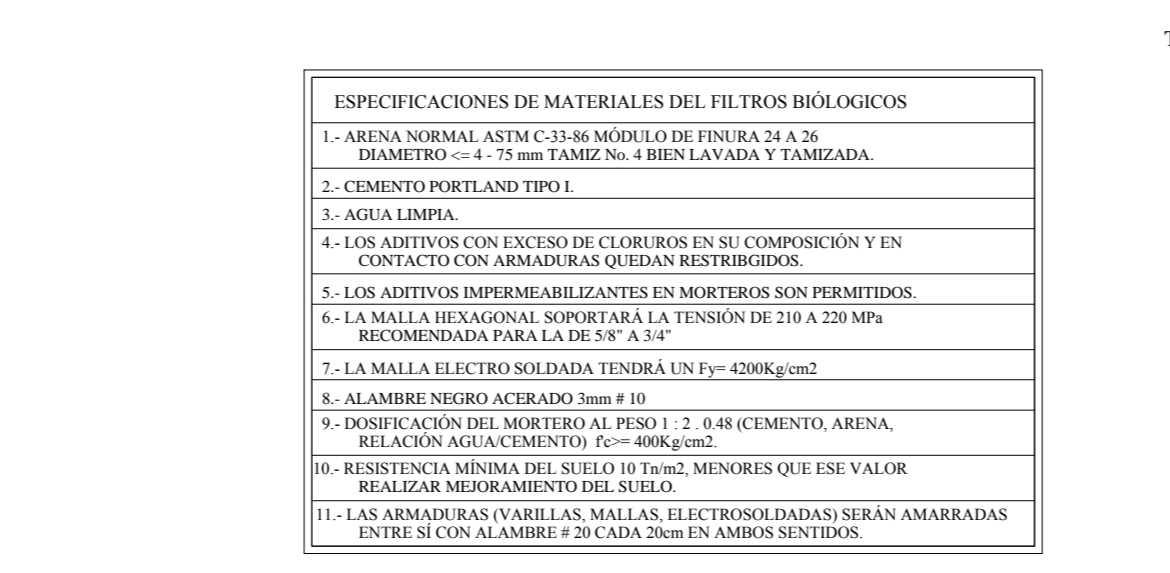 T
ESPECIFICACIONES DE MATERIALES DEL FILTROS BIÓLOGICOS
1.- ARENA NORMAL ASTM C-33-86 MÓDULO DE FINURA 24 A 26
DIAMETRO <= 4 - 75 mm TAMIZ No. 4 BIEN LAVADA Y TAMIZADA.
2.- CEMENTO PORTLAND TIPO I.
3.- AGUA LIMPIA.
4.- LOS ADITIVOS CON EXCESO DE CLORUROS EN SU COMPOSICIÓN Y EN
CONTACTO CON ARMADURAS QUEDAN RESTRIBGIDOS.
5.- LOS ADITIVOS IMPERMEABILIZANTES EN MORTEROS SON PERMITIDOS.
6.- LA MALLA HEXAGONAL SOPORTARÁ LA TENSIÓN DE 210 A 220 MPa
RECOMENDADA PARA LA DE 5/8" A 3/4"
7.- LA MALLA ELECTRO SOLDADA TENDRÁ UN Fy= 4200Kg/cm2
8.- ALAMBRE NEGRO ACERADO 3mm # 10
9.- DOSIFICACIÓN DEL MORTERO AL PESO 1 : 2 . 0.48 (CEMENTO, ARENA,
RELACIÓN AGUA/CEMENTO) f'c>= 400Kg/cm2.
10.- RESISTENCIA MÍNIMA DEL SUELO 10 Tn/m2, MENORES QUE ESE VALOR
REALIZAR MEJORAMIENTO DEL SUELO.
11.- LAS ARMADURAS (VARILLAS, MALLAS, ELECTROSOLDADAS) SERÁN AMARRADAS
ENTRE SÍ CON ALAMBRE # 20 CADA 20cm EN AMBOS SENTIDOS.